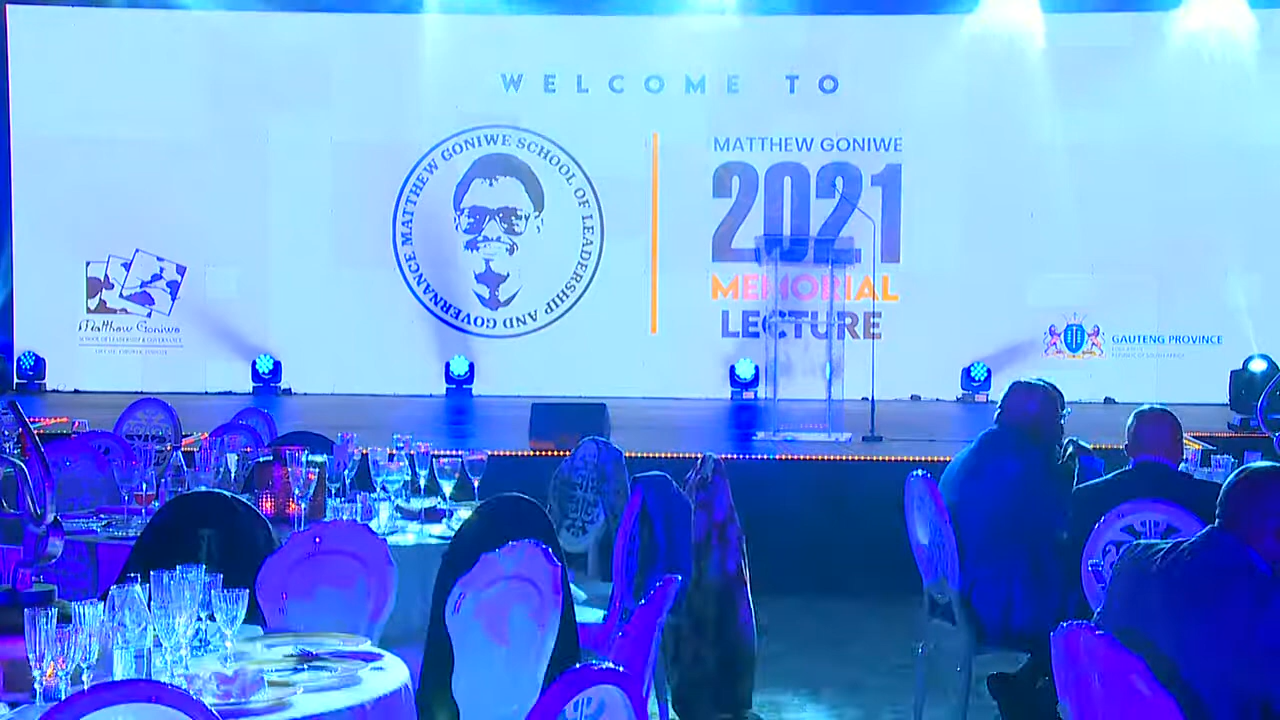 WELCOME TO
MATTHEW GONIWE SCHOOL OF LEADERSHIP AND GOVERNANCE
MATTHEW GONIWE
2021
MEMORIAL
LECTURE
Matthew Goniwe
SCHOOL OF LEADERSHIP & GOVERNANCE
GAUTENG PROVINCE
REPUBLIC OF SOUTH AFRICA